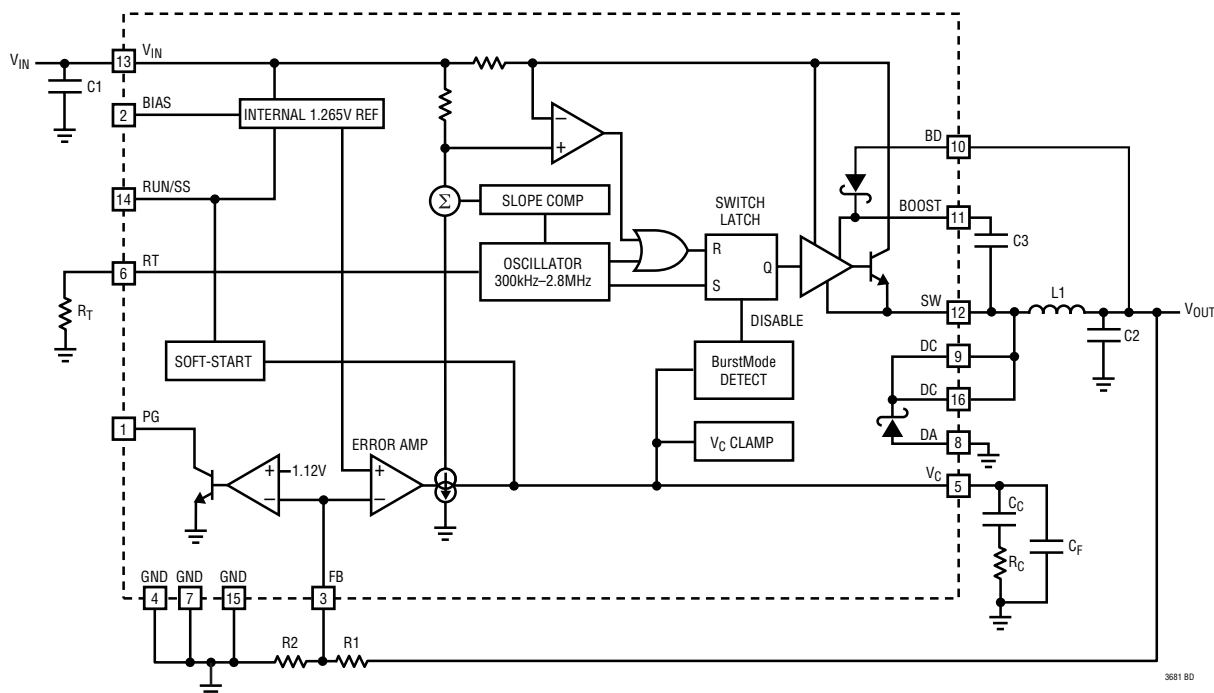 VIN
C1
13
VIN
2
BIAS
INTERNAL 1.265V REF
14
RUN/SS
6
RT
RT
Σ
SLOPE COMP
OSCILLATOR
300kHz–2.8MHz
−
+
SWITCH
LATCH
R
S
Q
DISABLE
BD
10
BOOST
11
C3
SW
12
L1
VOUT
C2
DC
9
DC
16
DA
8
SOFT-START
BurstMode
DETECT
VC CLAMP
1
PG
+
−
1.12V
ERROR AMP
+
−
VC
5
CC
RC
CF
GND
GND
GND
FB
4
7
15
3
R2
R1
3681 BD